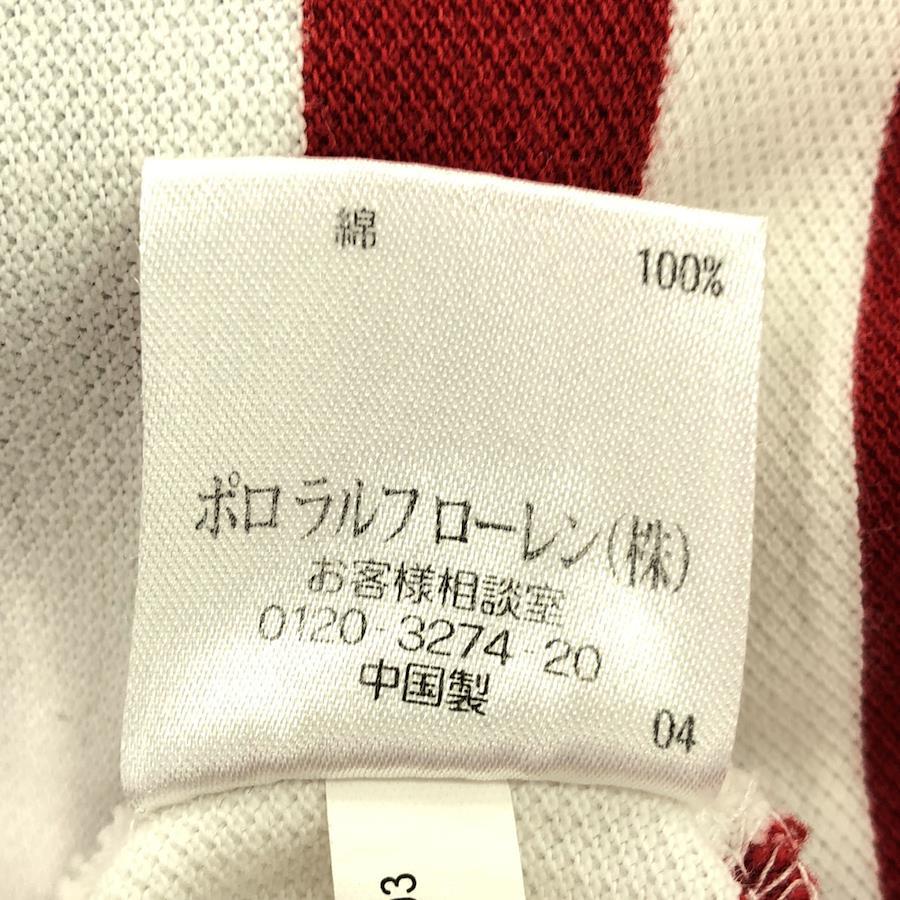 綿 100%
ポロ ラルフ ローレン(株)
お客様相談室
0120-3274-20
中国製
04
03